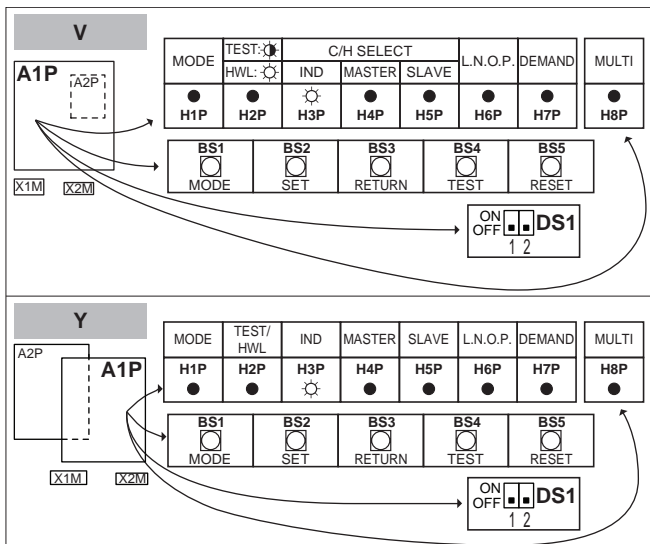 V
A1P
A2P
X1M X2M
MODE TEST: C/H SELECT L.N.O.P. DEMAND MULTI
HWL: IND MASTER SLAVE
H1P H2P H3P H4P H5P H6P H7P H8P
BS1 BS2 BS3 BS4 BS5
MODE SET RETURN TEST RESET
ON
OFF DS1
1 2
Y
A2P
A1P
X1M X2M
MODE TEST/ IND MASTER SLAVE L.N.O.P. DEMAND MULTI
HWL
H1P H2P H3P H4P H5P H6P H7P H8P
BS1 BS2 BS3 BS4 BS5
MODE SET RETURN TEST RESET
ON
OFF DS1
1 2